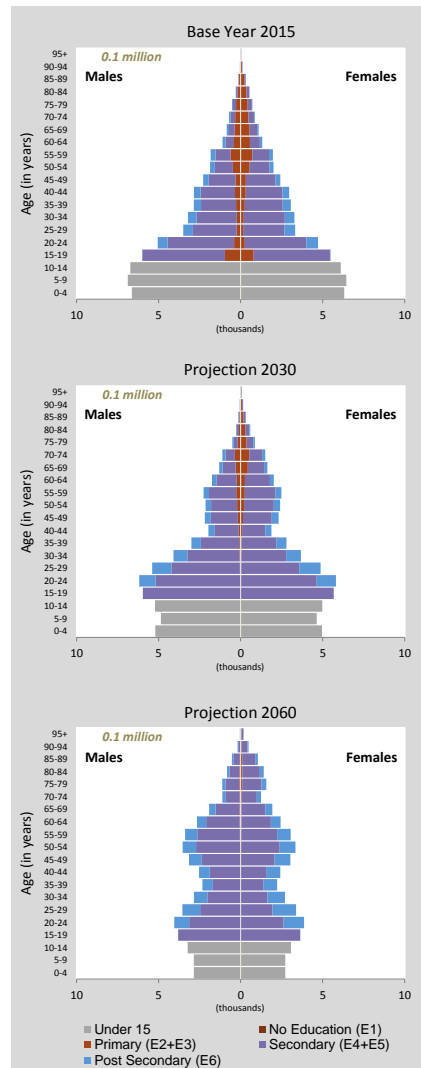 Base Year 2015
0.1 million
Males
Females
Age (in years)
95+
90-94
85-89
80-84
75-79
70-74
65-69
60-64
55-59
50-54
45-49
40-44
35-39
30-34
25-29
20-24
15-19
10-14
5-9
0-4
10 5 0 5 10
(thousands)
Projection 2030
0.1 million
Males
Females
Age (in years)
95+
90-94
85-89
80-84
75-79
70-74
65-69
60-64
55-59
50-54
45-49
40-44
35-39
30-34
25-29
20-24
15-19
10-14
5-9
0-4
10 5 0 5 10
(thousands)
Projection 2060
0.1 million
Males
Females
Age (in years)
95+
90-94
85-89
80-84
75-79
70-74
65-69
60-64
55-59
50-54
45-49
40-44
35-39
30-34
25-29
20-24
15-19
10-14
5-9
0-4
10 5 0 5 10
(thousands)
Under 15
No Education (E1)
Primary (E2+E3)
Secondary (E4+E5)
Post Secondary (E6)